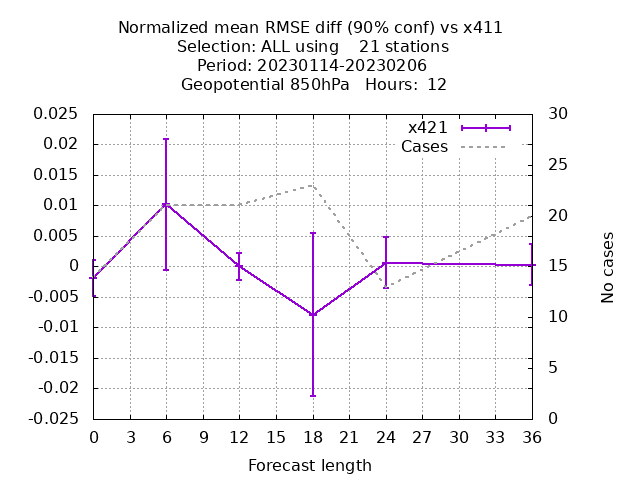 Normalized mean RMSE diff (90% conf) vs x411
Selection: ALL using    21 stations
Period: 20230114-20230206
Geopotential 850hPa   Hours:  12
x421
Cases
0.025
0.02
0.015
0.01
0.005
0
-0.005
-0.01
-0.015
-0.02
-0.025
30
25
20
15
10
5
0
No cases
0 3 6 9 12 15 18 21 24 27 30 33 36
Forecast length